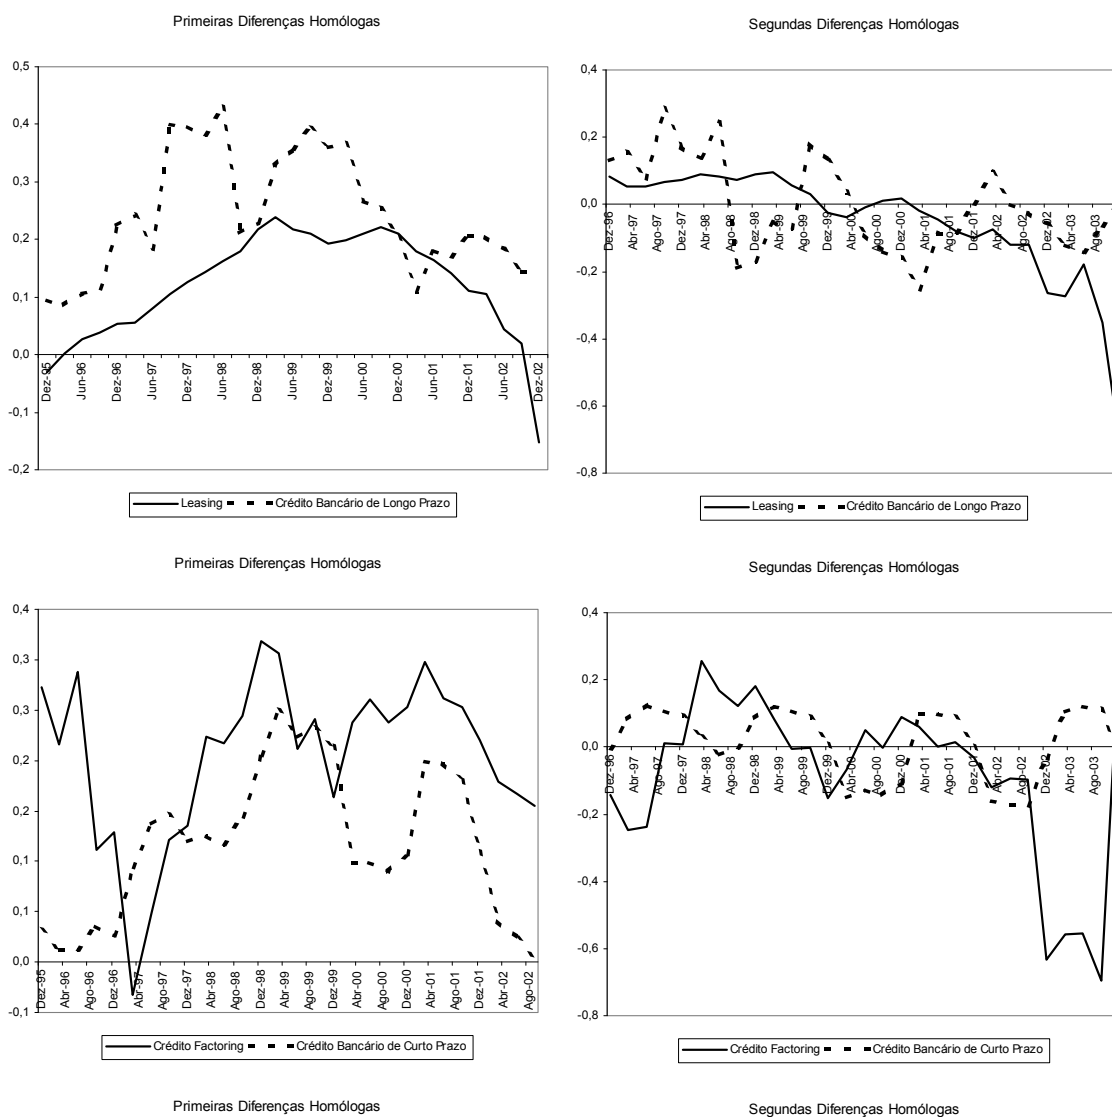 Primeiras Diferenças Homólogas
0,5
0,4
0,3
0,2
0,1
0,0
-0,1
-0,2
Dez-95
Jun-96
Dez-96
Jun-97
Dez-97
Jun-98
Dez-98
Jun-99
Dez-99
Jun-00
Dez-00
Jun-01
Dez-01
Jun-02
Dez-02
Leasing
Crédito Bancário de Longo Prazo
Segundas Diferenças Homólogas
0,4
0,2
0,0
-0,2
-0,4
-0,6
-0,8
Dez-96
Abr-97
Ago-97
Dez-97
Abr-98
Ago-98
Dez-98
Abr-99
Ago-99
Dez-99
Abr-00
Ago-00
Dez-00
Abr-01
Ago-01
Dez-01
Abr-02
Ago-02
Dez-02
Abr-03
Ago-03
Leasing
Crédito Bancário de Longo Prazo
Primeiras Diferenças Homólogas
0,4
0,3
0,3
0,2
0,2
0,1
0,1
0,0
-0,1
Dez-95
Abr-96
Ago-96
Dez-96
Abr-97
Ago-97
Dez-97
Abr-98
Ago-98
Dez-98
Abr-99
Ago-99
Dez-99
Abr-00
Ago-00
Dez-00
Abr-01
Ago-01
Dez-01
Abr-02
Ago-02
Crédito Factoring
Crédito Bancário de Curto Prazo
Segundas Diferenças Homólogas
0,4
0,2
0,0
-0,2
-0,4
-0,6
-0,8
Dez-96
Abr-97
Ago-97
Dez-97
Abr-98
Ago-98
Dez-98
Abr-99
Ago-99
Dez-99
Abr-00
Ago-00
Dez-00
Abr-01
Ago-01
Dez-01
Abr-02
Ago-02
Dez-02
Abr-03
Ago-03
Crédito Factoring
Crédito Bancário de Curto Prazo
Primeiras Diferenças Homólogas
Segundas Diferenças Homólogas